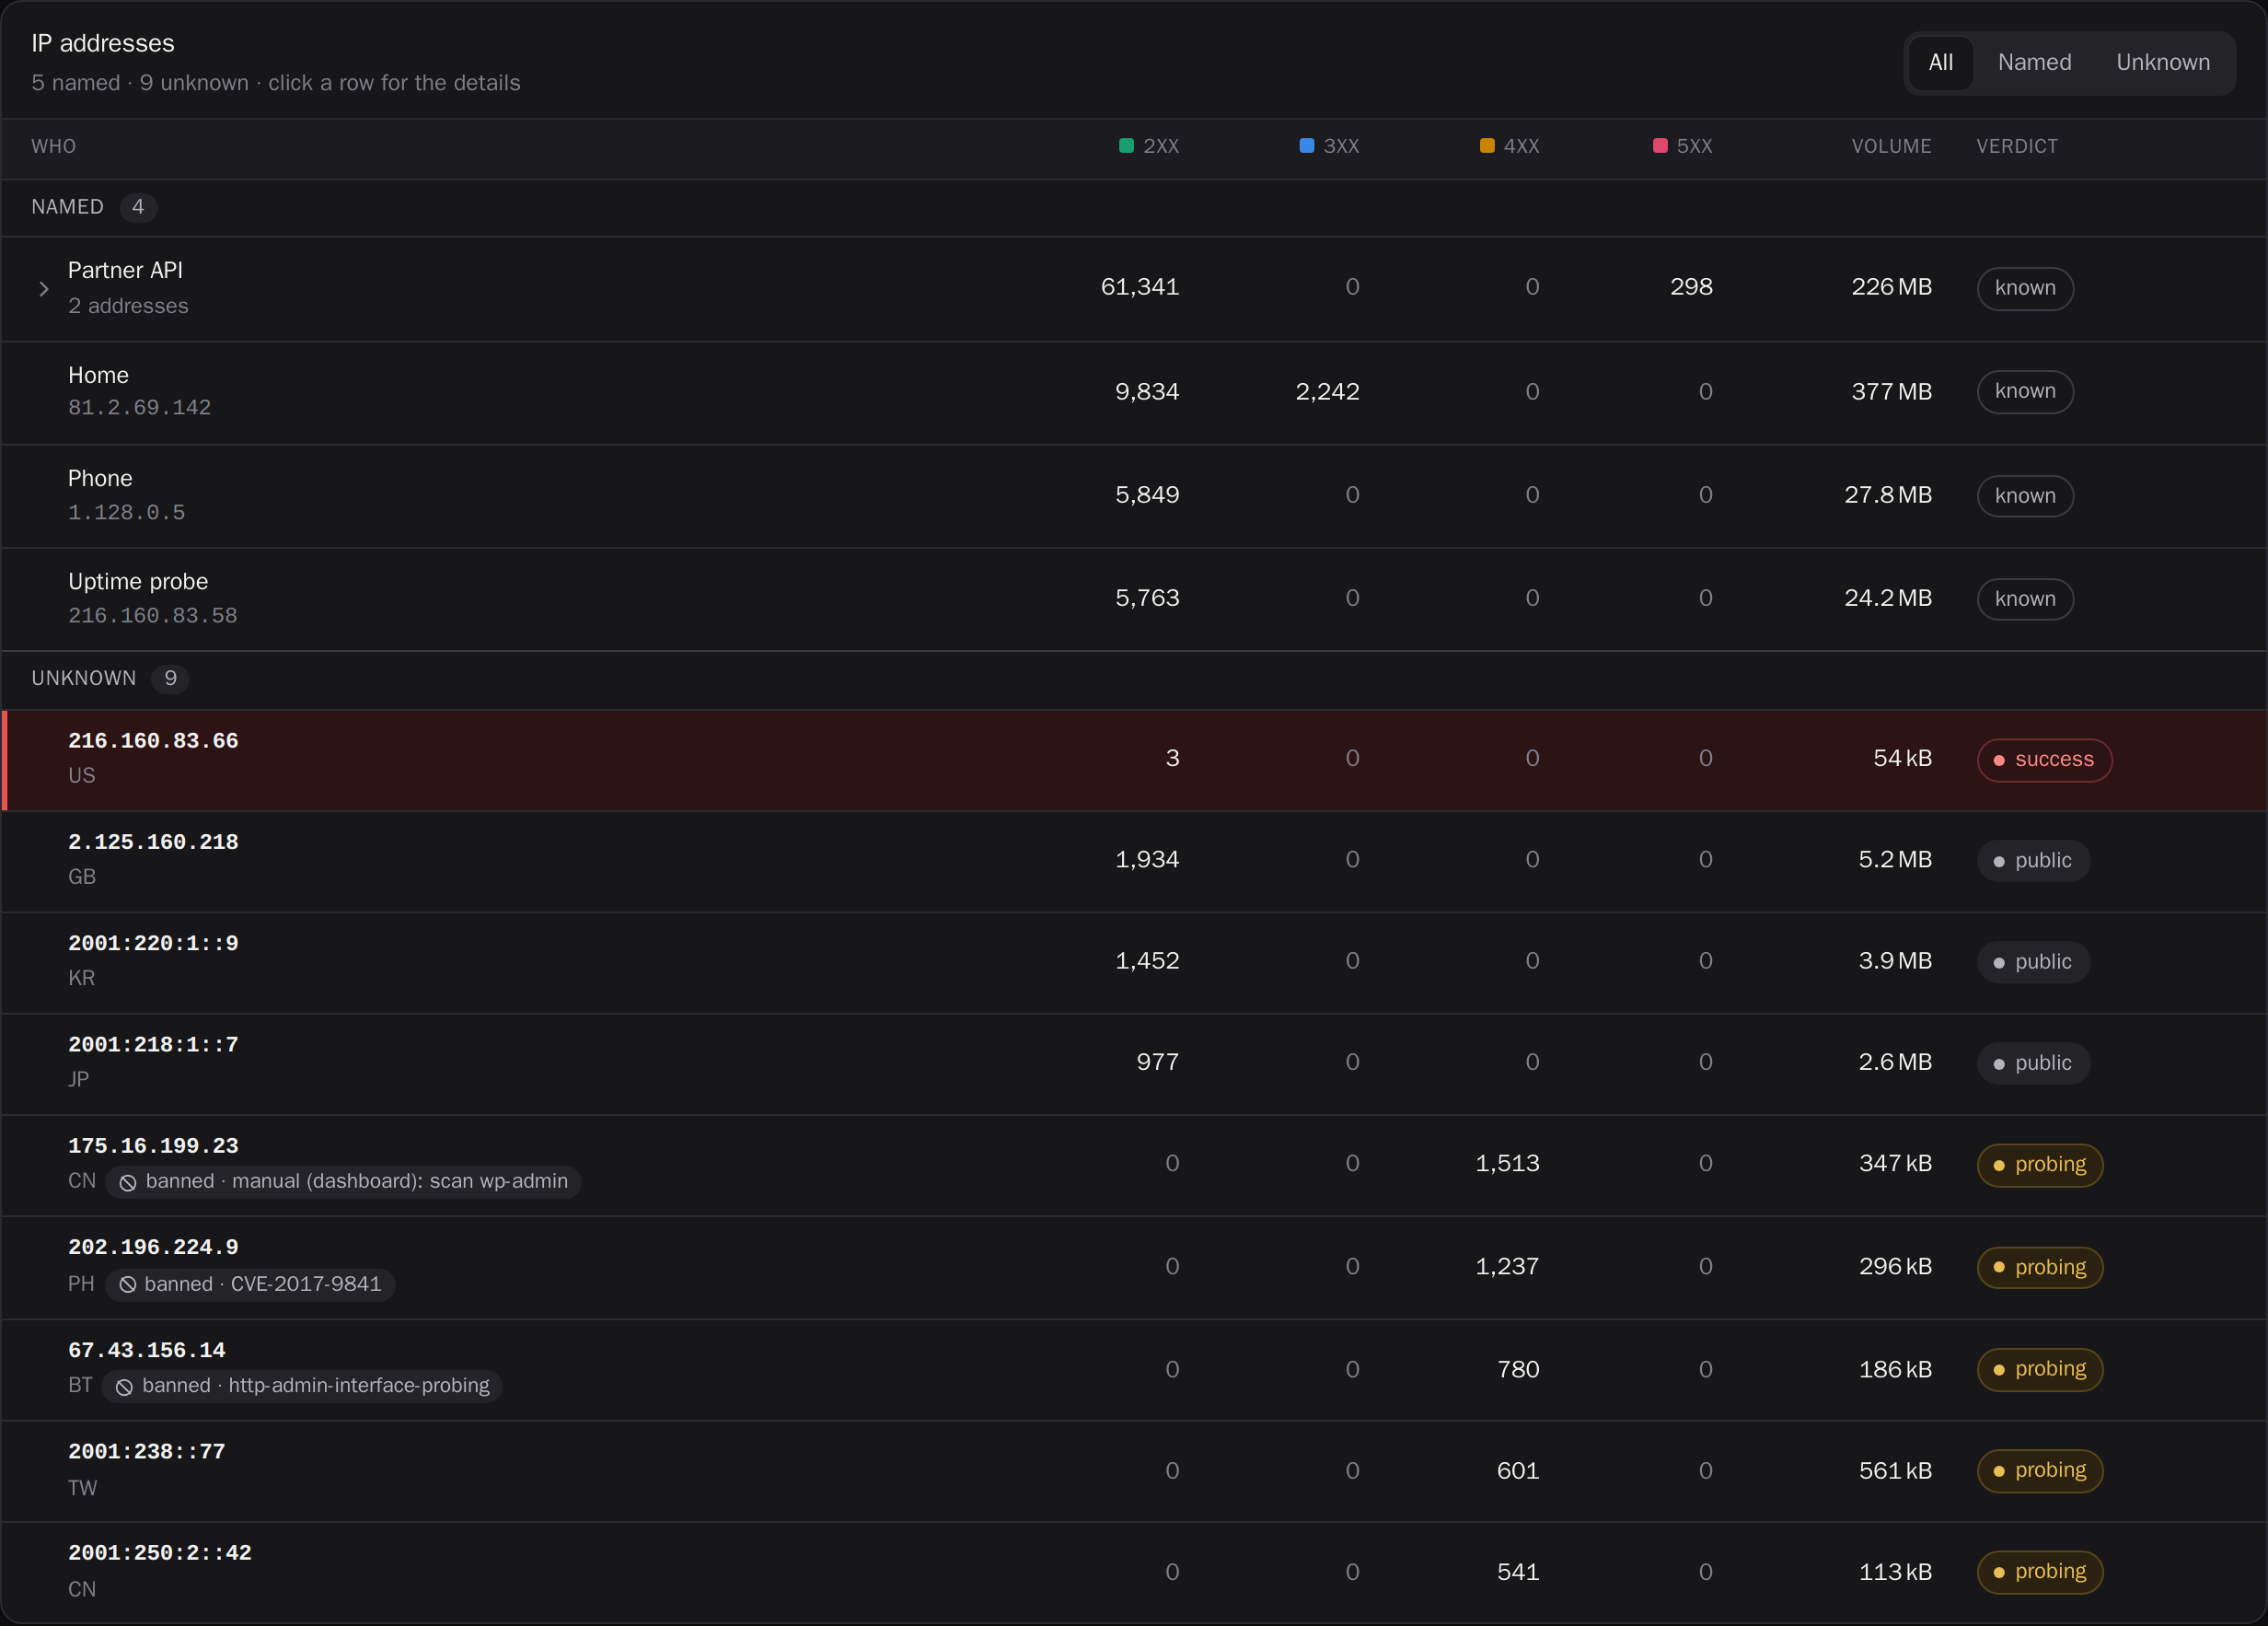 IP addresses
5 named · 9 unknown · click a row for the details
All Named Unknown
WHO 2XX 3XX 4XX 5XX VOLUME VERDICT
NAMED 4
Partner API
2 addresses
61,341 0 0 298 226 MB known
Home
81.2.69.142
9,834 2,242 0 0 377 MB known
Phone
1.128.0.5
5,849 0 0 0 27.8 MB known
Uptime probe
216.160.83.58
5,763 0 0 0 24.2 MB known
UNKNOWN 9
216.160.83.66
US
3 0 0 0 54 kB success
2.125.160.218
GB
1,934 0 0 0 5.2 MB public
2001:220:1::9
KR
1,452 0 0 0 3.9 MB public
2001:218:1::7
JP
977 0 0 0 2.6 MB public
175.16.199.23
CN banned · manual (dashboard): scan wp-admin
0 0 1,513 0 347 kB probing
202.196.224.9
PH banned · CVE-2017-9841
0 0 1,237 0 296 kB probing
67.43.156.14
BT banned · http-admin-interface-probing
0 0 780 0 186 kB probing
2001:238::77
TW
0 0 601 0 561 kB probing
2001:250:2::42
CN
0 0 541 0 113 kB probing